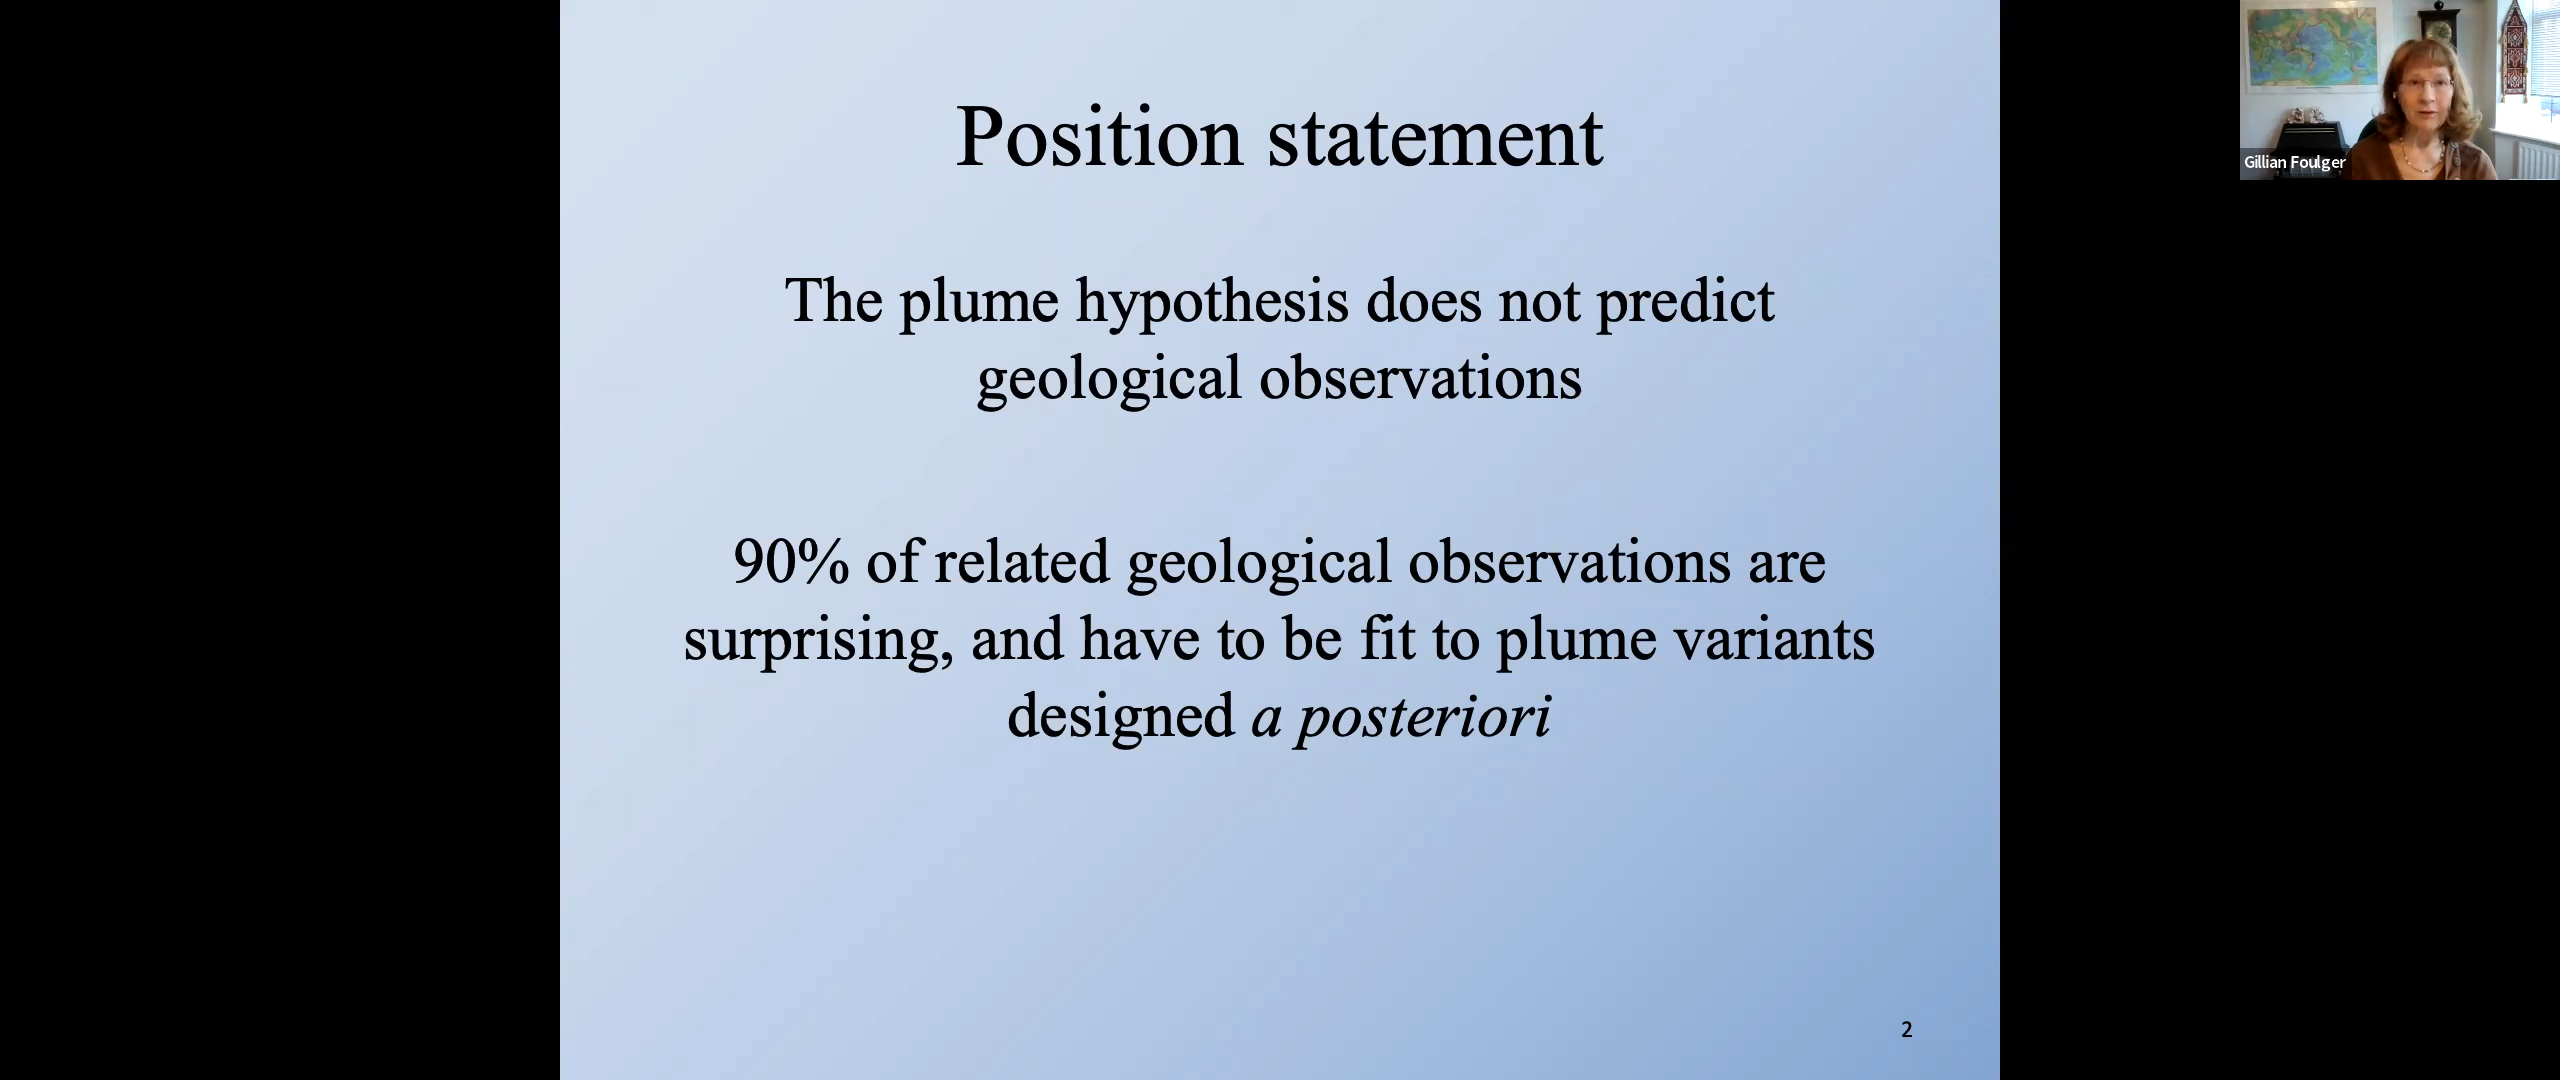 Position statement
Gillian Foulger
The plume hypothesis does not predict
geological observations
90% of related geological observations are
surprising, and have to be fit to plume variants
designed a posteriori
2